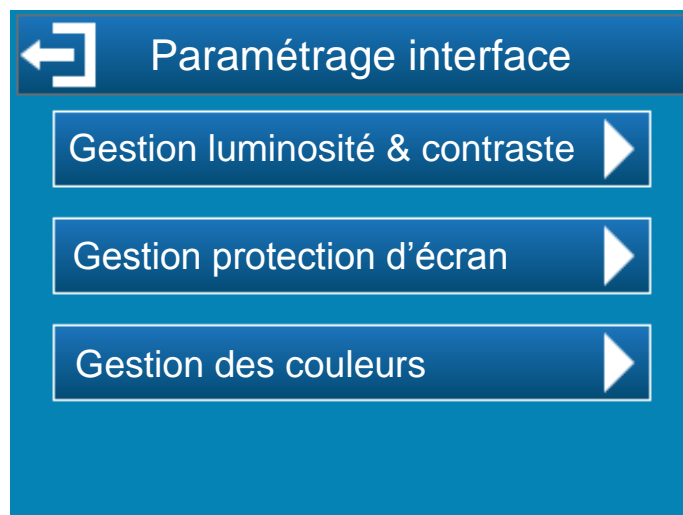 Paramétrage interface
Gestion luminosité & contraste
Gestion protection d’écran
Gestion des couleurs